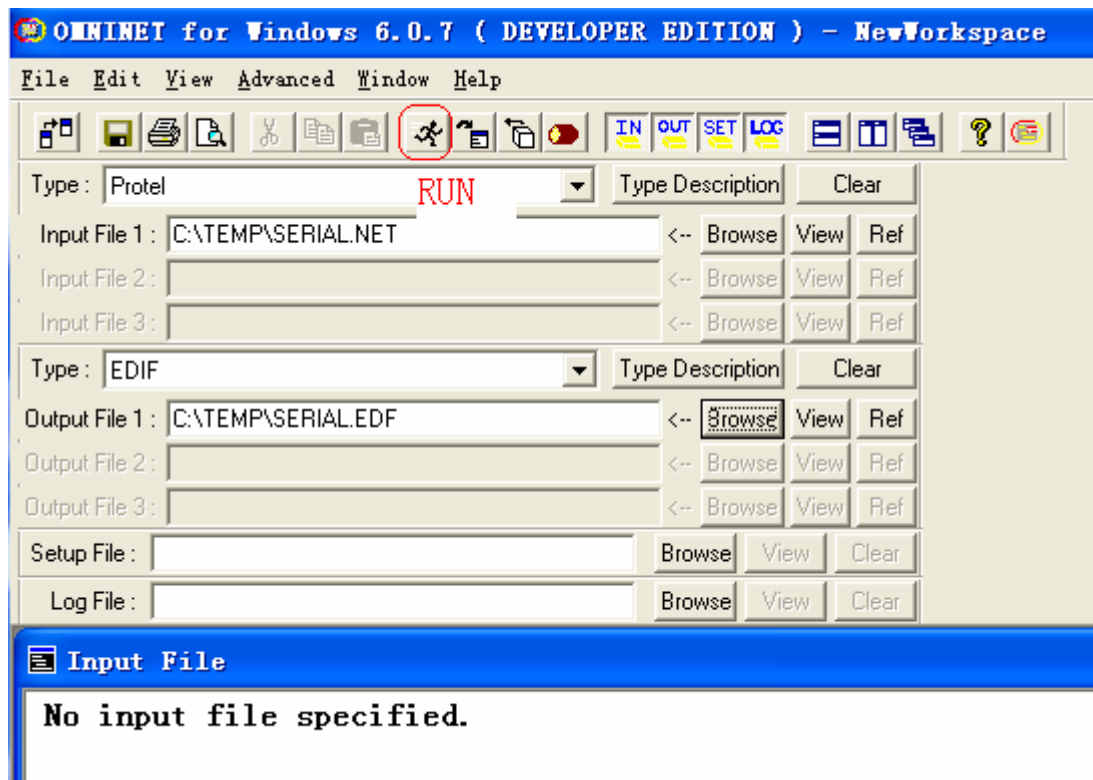 OMNINET for Windows 6.0.7 ( DEVELOPER EDITION ) - NewWorkspace
File Edit View Advanced Window Help
IN OUT SET LOG
Type : Protel Type Description Clear
RUN
Input File 1 : C:\TEMP\SERIAL.NET <-- Browse View Ref
Input File 2 : <-- Browse View Ref
Input File 3 : <-- Browse View Ref
Type : EDIF Type Description Clear
Output File 1 : C:\TEMP\SERIAL.EDF <-- Browse View Ref
Output File 2 : <-- Browse View Ref
Output File 3 : <-- Browse View Ref
Setup File : Browse View Clear
Log File : Browse View Clear
Input File
No input file specified.